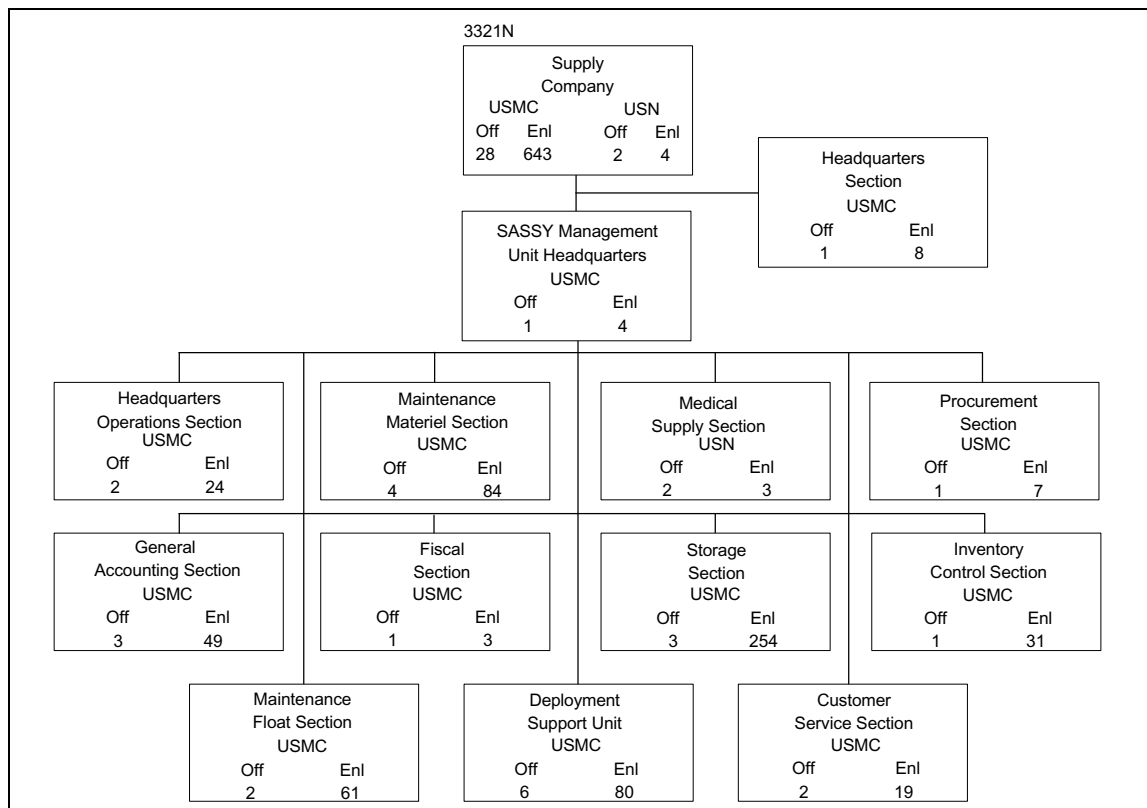 3321N
Supply
Company
USMC USN
Off Enl Off Enl
28 643 2 4
Headquarters
Section
USMC
Off Enl
1 8
SASSY Management
Unit Headquarters
USMC
Off Enl
1 4
Headquarters
Operations Section
USMC
Off Enl
2 24
Maintenance
Materiel Section
USMC
Off Enl
4 84
Medical
Supply Section
USN
Off Enl
2 3
Procurement
Section
USMC
Off Enl
1 7
General
Accounting Section
USMC
Off Enl
3 49
Fiscal
Section
USMC
Off Enl
1 3
Storage
Section
USMC
Off Enl
3 254
Inventory
Control Section
USMC
Off Enl
1 31
Maintenance
Float Section
USMC
Off Enl
2 61
Deployment
Support Unit
USMC
Off Enl
6 80
Customer
Service Section
USMC
Off Enl
2 19